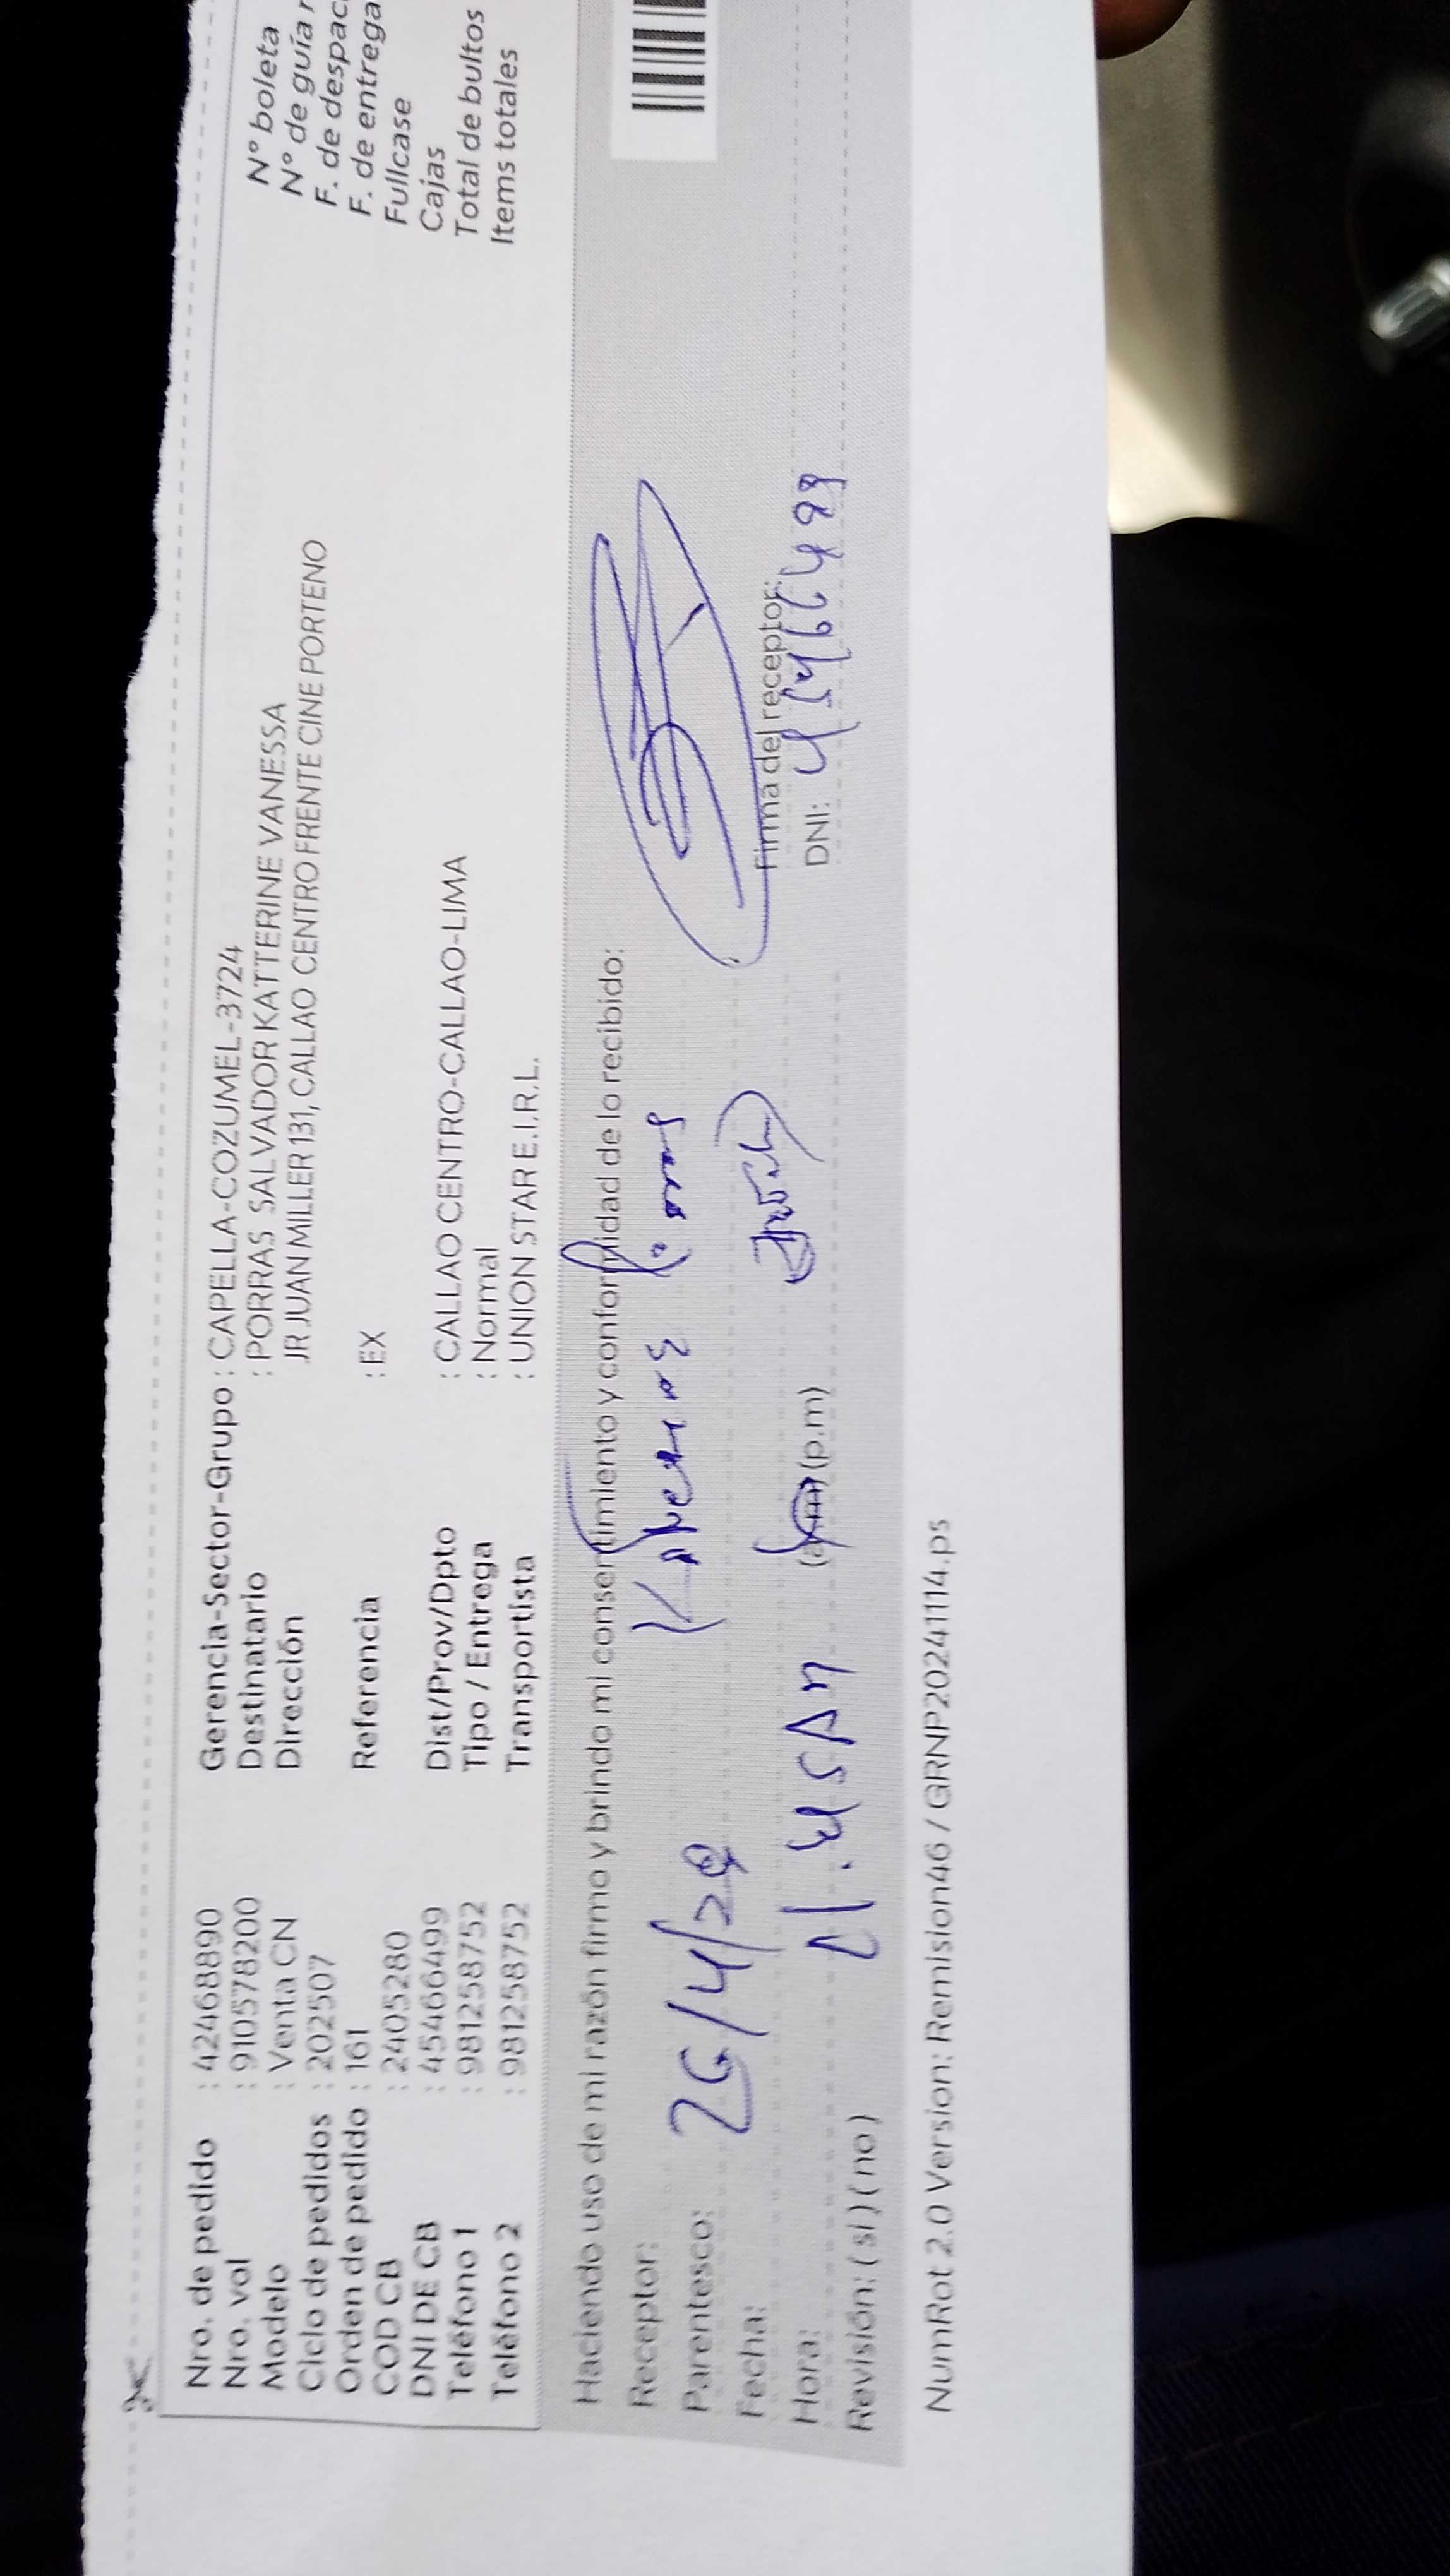 Nro. de pedido : 42468890
Nro. vol : 910578200
Modelo : Venta CN
Ciclo de pedidos : 202507
Orden de pedido : 161
COD CB : 2405280
DNI DE CB : 45466499
Teléfono 1 : 981258752
Teléfono 2 : 981258752
Gerencia-Sector-Grupo : CAPELLA-COZUMEL-3724
Destinatario : PORRAS SALVADOR KATTERINE VANESSA
Dirección JR JUAN MILLER 131, CALLAO CENTRO FRENTE CINE PORTENO
Referencia : EX
Dist/Prov/Dpto : CALLAO CENTRO-CALLAO-LIMA
Tipo / Entrega : Normal
Transportista : UNION STAR E.I.R.L.
N° boleta
N° de guía
F. de despac
F. de entrega
Fullcase
Cajas
Total de bultos
Items totales
Haciendo uso de mi razón firmo y brindo mi consentimiento y conformidad de lo recibido:
Receptor:
Parentesco:
Fecha: 26/4/
Hora: (a.m) (p.m)
Revisión: ( si ) ( no )
Firma del receptor:
DNI: 45466499
NumRot 2.0 Version: Remision46 / GRNP20241114.ps